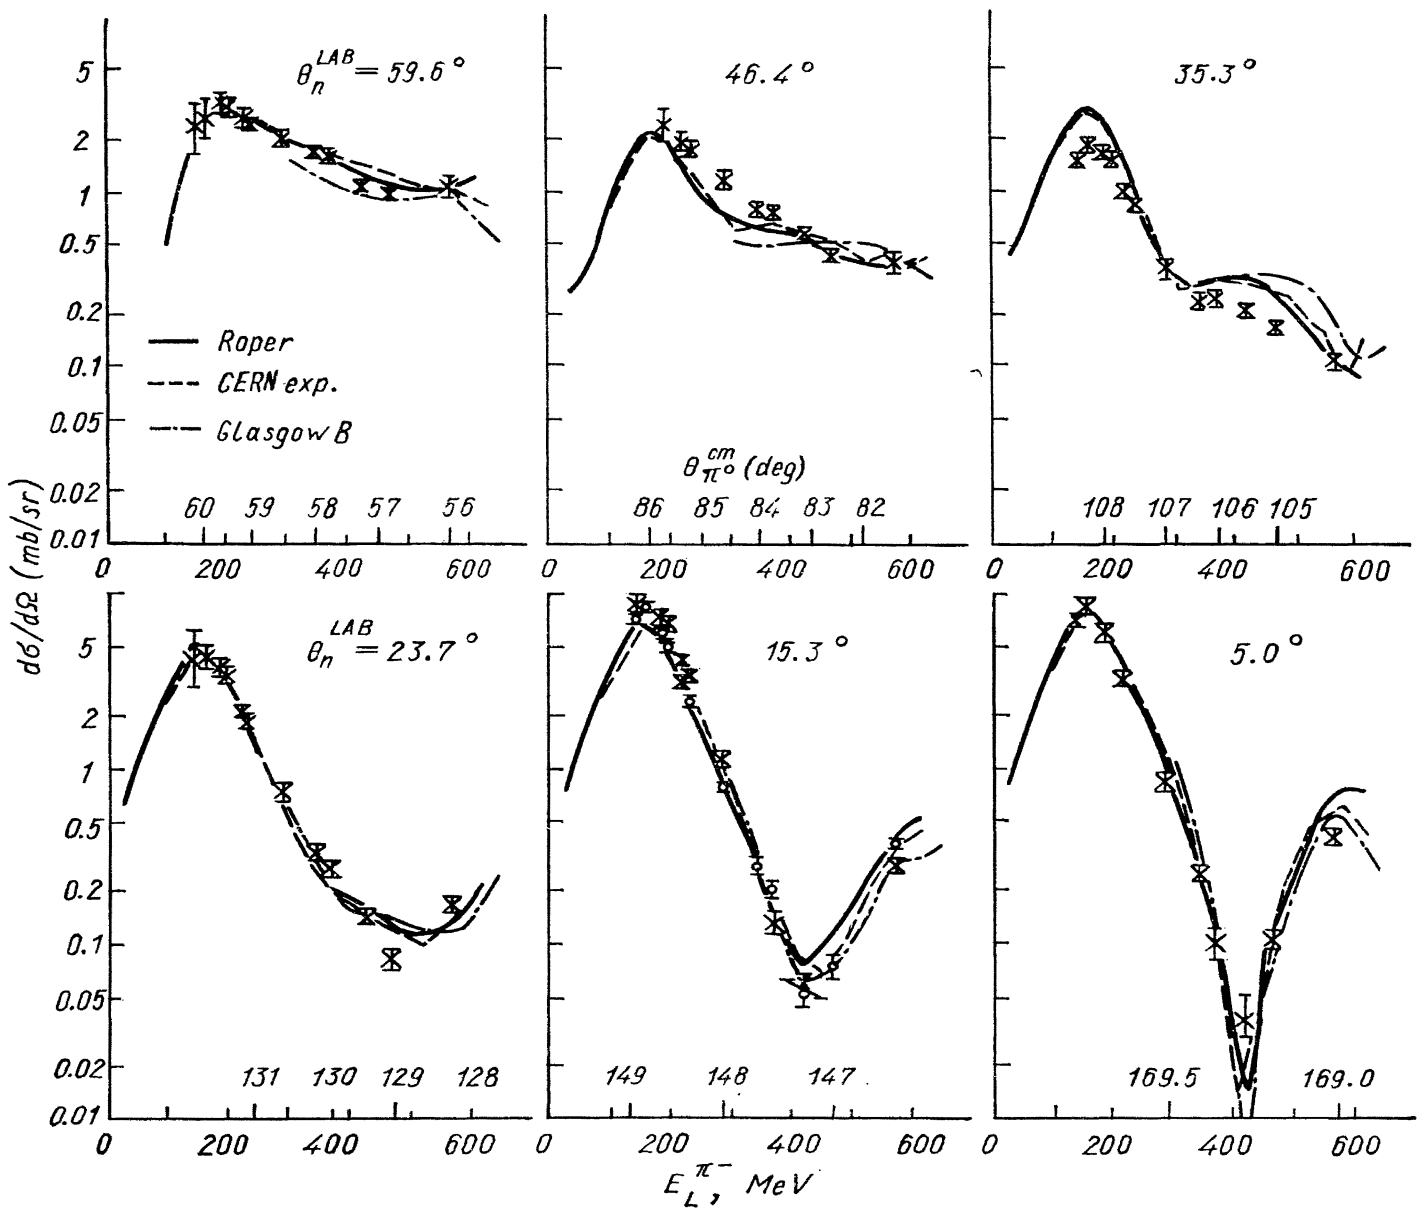 θₙᴸᴬᴮ = 59.6°
46.4°
35.3°
5
2
1
0.5
0.2
0.1
0.05
0.02
0.01
Roper
CERN exp.
Glasgow B
θ_π°^cm (deg)
60 59 58 57 56
86 85 84 83 82
108 107 106 105
0 200 400 600
0 200 400 600
0 200 400 600
dσ/dΩ (mb/sr)
θₙᴸᴬᴮ = 23.7°
15.3°
5.0°
5
2
1
0.5
0.2
0.1
0.05
0.02
0.01
131 130 129 128
149 148 147
169.5 169.0
0 200 400 600
0 200 400 600
0 200 400 600
E_L^π⁻, MeV